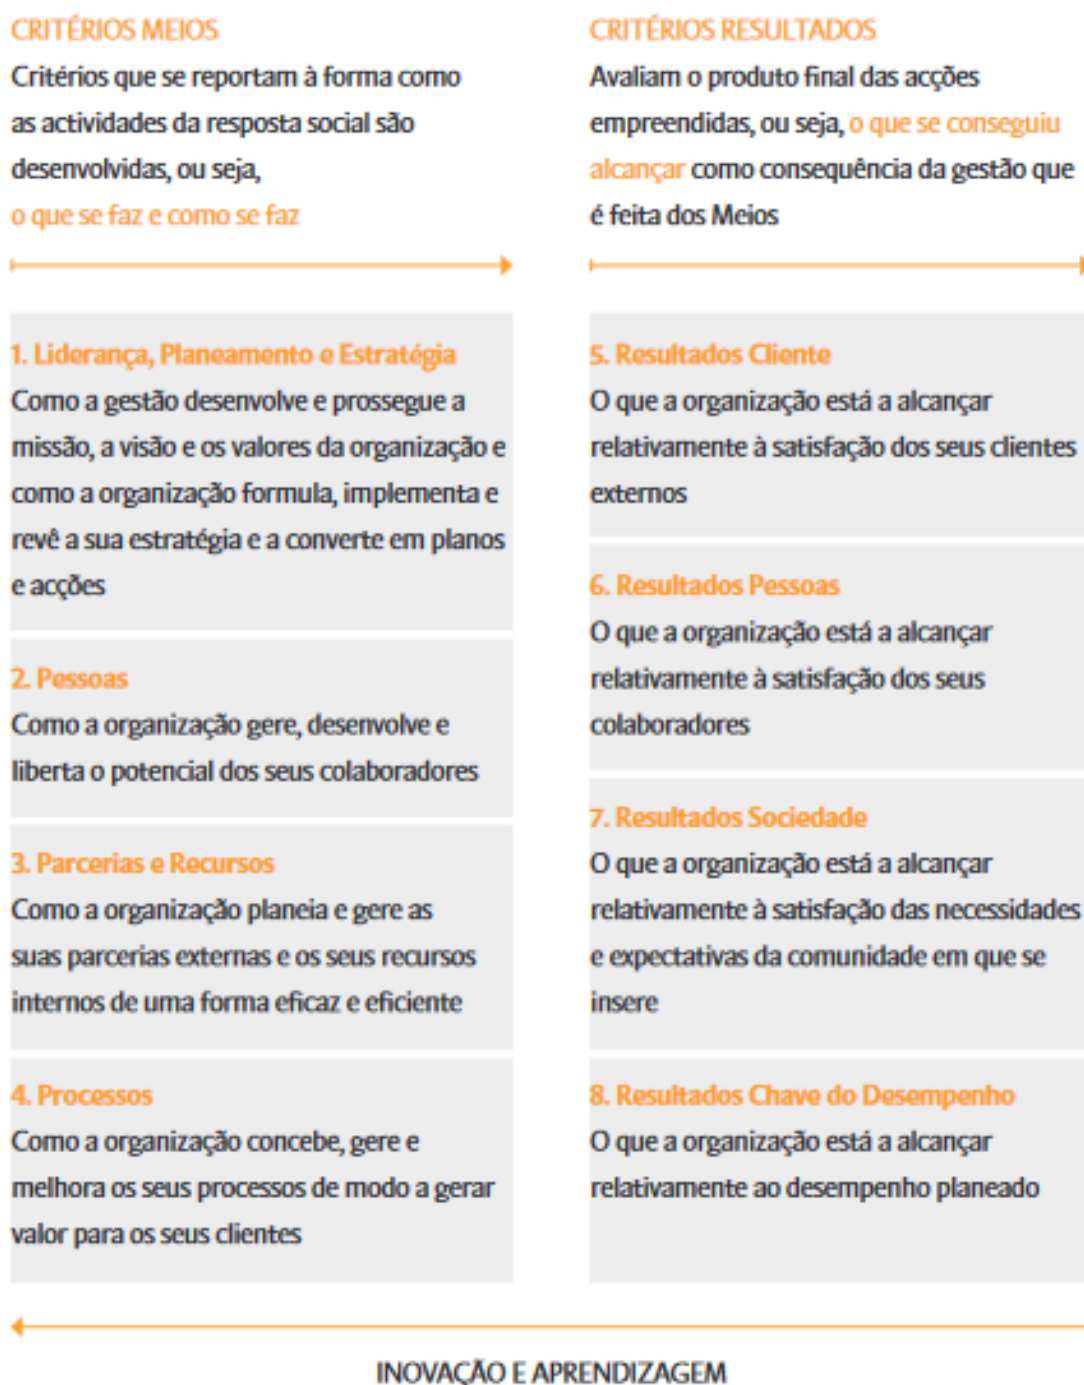 CRITÉRIOS MEIOS
Critérios que se reportam à forma como
as actividades da resposta social são
desenvolvidas, ou seja,
o que se faz e como se faz
1. Liderança, Planeamento e Estratégia
Como a gestão desenvolve e prossegue a
missão, a visão e os valores da organização e
como a organização formula, implementa e
revê a sua estratégia e a converte em planos
e acções
2. Pessoas
Como a organização gere, desenvolve e
liberta o potencial dos seus colaboradores
3. Parcerias e Recursos
Como a organização planeia e gere as
suas parcerias externas e os seus recursos
internos de uma forma eficaz e eficiente
4. Processos
Como a organização concebe, gere e
melhora os seus processos de modo a gerar
valor para os seus clientes
CRITÉRIOS RESULTADOS
Avaliam o produto final das acções
empreendidas, ou seja, o que se conseguiu
alcançar como consequência da gestão que
é feita dos Meios
5. Resultados Cliente
O que a organização está a alcançar
relativamente à satisfação dos seus clientes
externos
6. Resultados Pessoas
O que a organização está a alcançar
relativamente à satisfação dos seus
colaboradores
7. Resultados Sociedade
O que a organização está a alcançar
relativamente à satisfação das necessidades
e expectativas da comunidade em que se
insere
8. Resultados Chave do Desempenho
O que a organização está a alcançar
relativamente ao desempenho planeado
INOVAÇÃO E APRENDIZAGEM